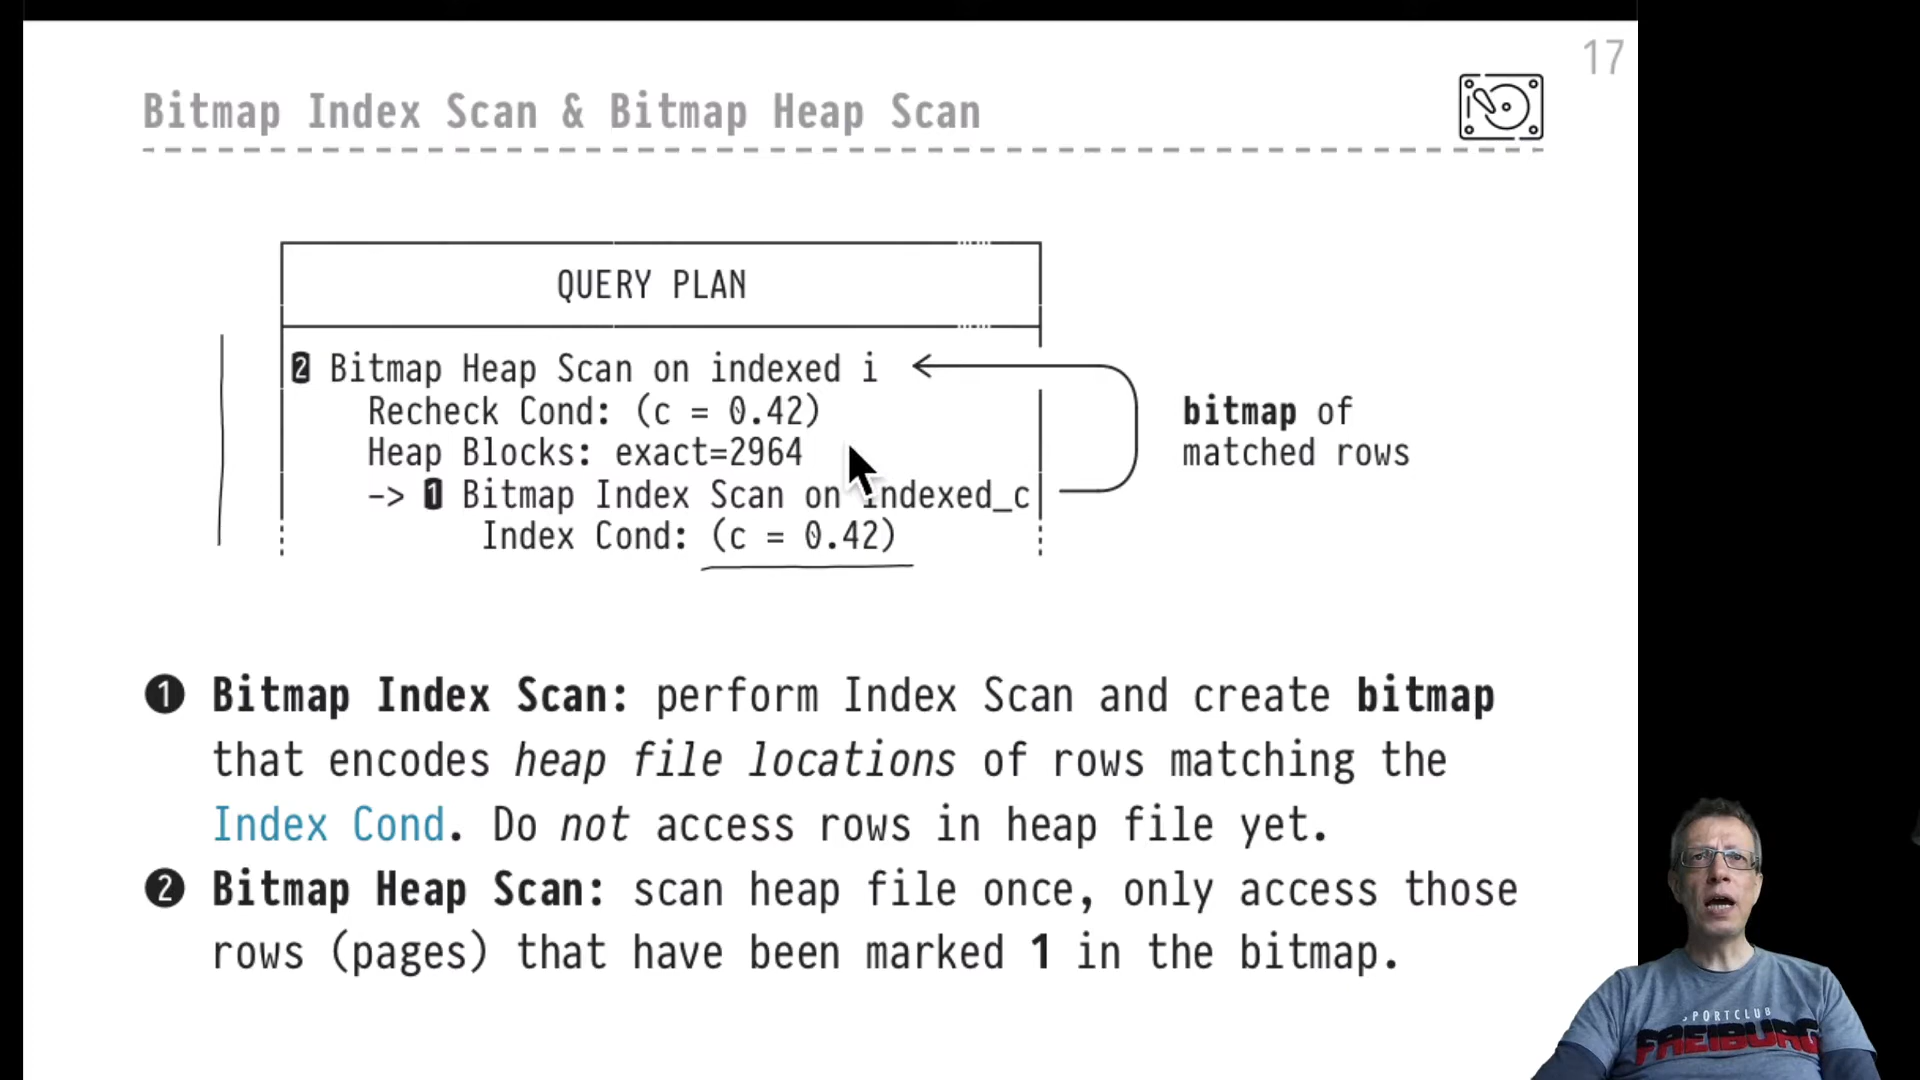 17
Bitmap Index Scan & Bitmap Heap Scan
QUERY PLAN
2 Bitmap Heap Scan on indexed i
Recheck Cond: (c = 0.42)
Heap Blocks: exact=2964
-> 1 Bitmap Index Scan on indexed_c
Index Cond: (c = 0.42)
bitmap of
matched rows
❶ Bitmap Index Scan: perform Index Scan and create bitmap
that encodes heap file locations of rows matching the
Index Cond. Do not access rows in heap file yet.
❷ Bitmap Heap Scan: scan heap file once, only access those
rows (pages) that have been marked 1 in the bitmap.
SPORTCLUB
FREIBURG